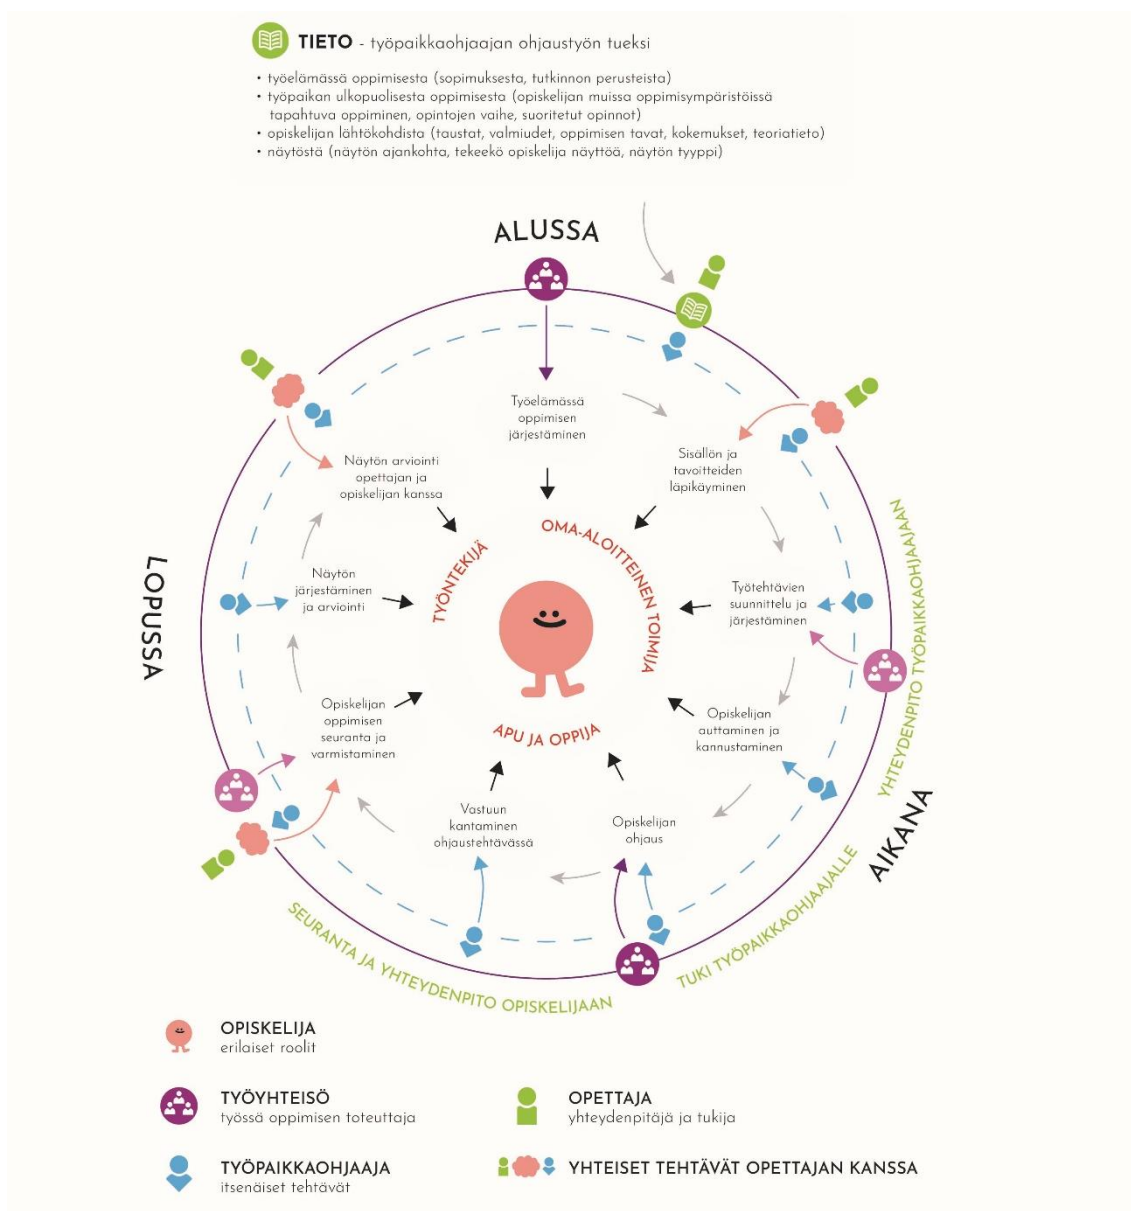 TIETO - työpaikkaohjaajan ohjaustyön tueksi
• työelämässä oppimisesta (sopimuksesta, tutkinnon perusteista)
• työpaikan ulkopuolisesta oppimisesta (opiskelijan muissa oppimisympäristöissä
tapahtuva oppiminen, opintojen vaihe, suoritetut opinnot)
• opiskelijan lähtökohdista (taustat, valmiudet, oppimisen tavat, kokemukset, teoriatieto)
• näytöstä (näytön ajankohta, tekeekö opiskelija näyttöä, näytön tyyppi)
ALUSSA
Työelämässä
oppimisen
järjestäminen
Sisällön ja
tavoitteiden
läpikäyminen
Työtehtävien
suunnittelu ja
järjestäminen
Opiskelijan
auttaminen ja
kannustaminen
Opiskelijan
ohjaus
Vastuun
kantaminen
ohjaustehtävässä
Opiskelijan
oppimisen
seuranta ja
varmistaminen
Näytön
järjestäminen
ja arviointi
Näytön arviointi
opettajan ja
opiskelijan kanssa
TYÖNTEKIJÄ
OMA-ALOITTEINEN TOIMIJA
APU JA OPPIJA
YHTEYDENPITO TYÖPAIKKAOHJAAJAAN
AIKANA
TUKI TYÖPAIKKAOHJAAJALLE
SEURANTA JA YHTEYDENPITO OPISKELIJAAN
LOPUSSA
OPISKELIJA
erilaiset roolit
TYÖYHTEISÖ
työssä oppimisen toteuttaja
TYÖPAIKKAOHJAAJA
itsenäiset tehtävät
OPETTAJA
yhteydenpitäjä ja tukija
YHTEISET TEHTÄVÄT OPETTAJAN KANSSA